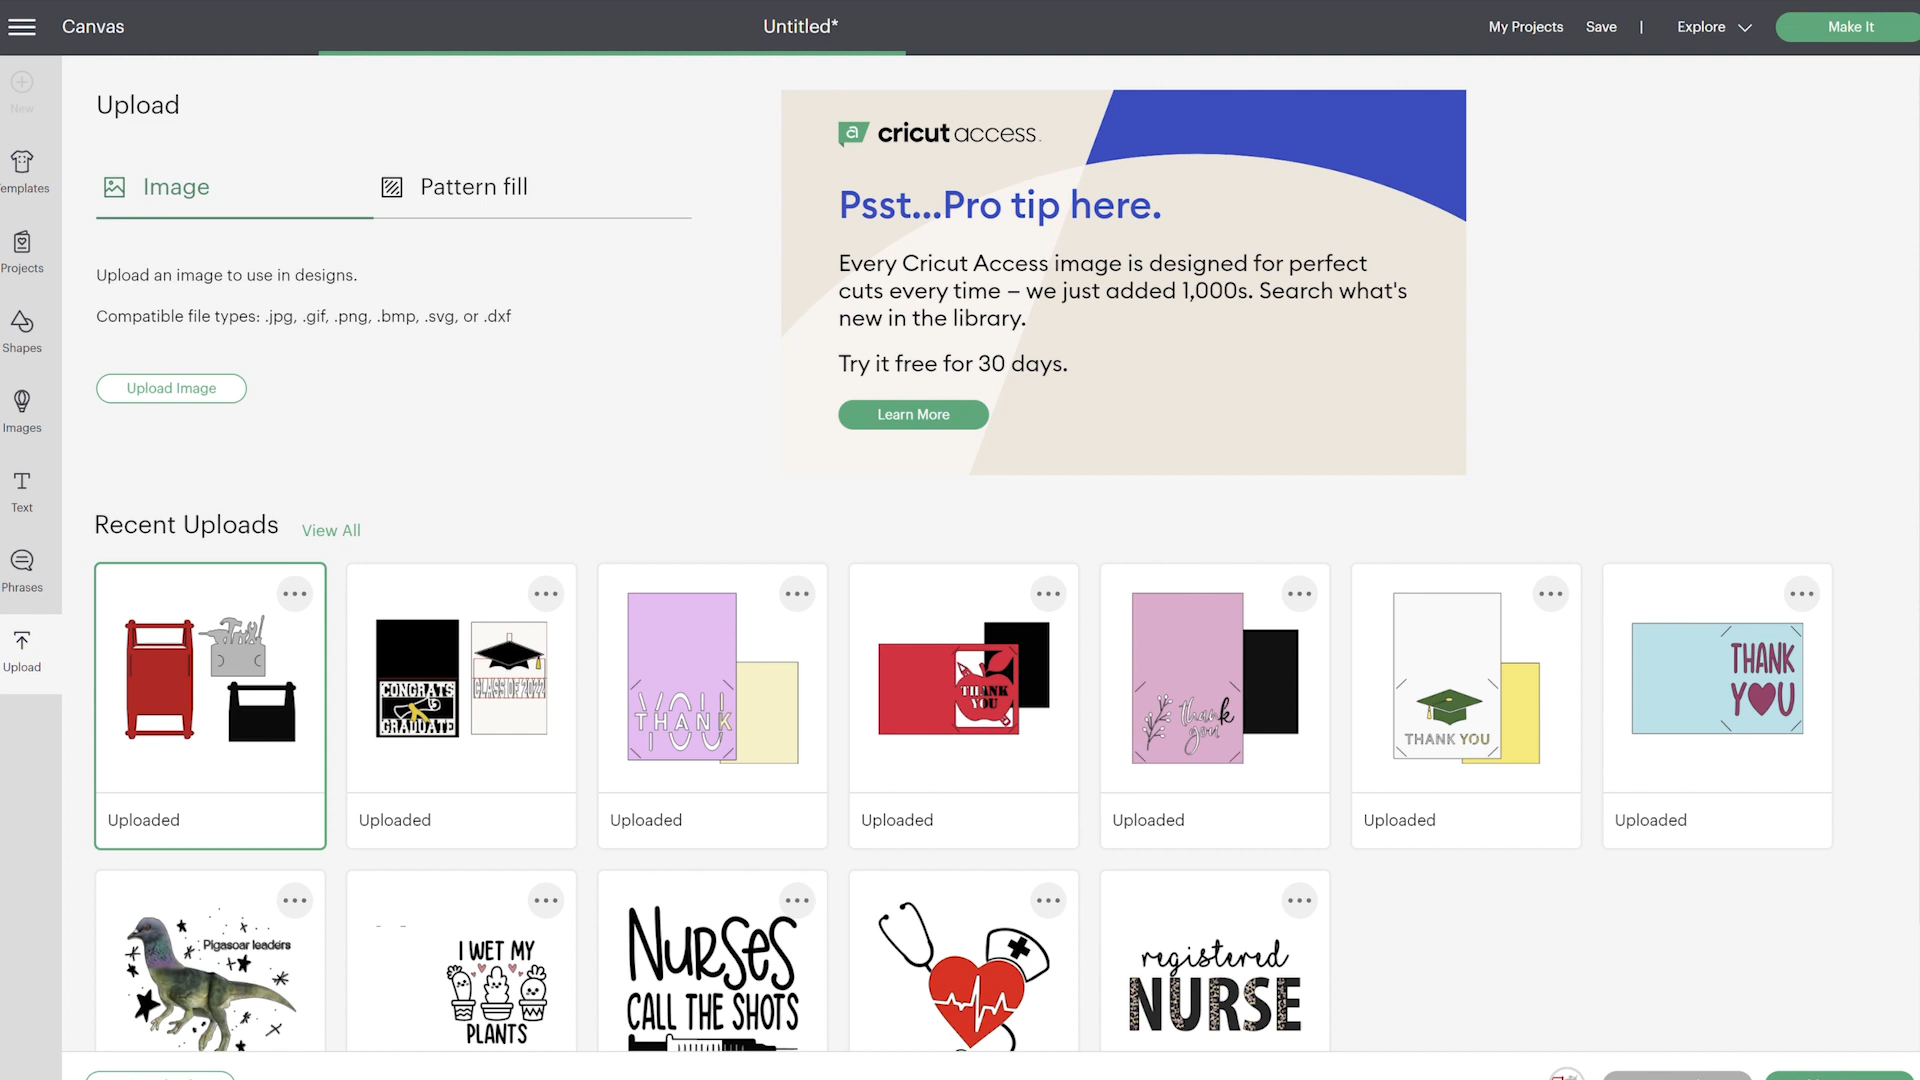 Canvas
Untitled*
My Projects Save | Explore
Make It
New
Templates
Projects
Shapes
Images
Text
Phrases
Upload
Upload
Image
Pattern fill
Upload an image to use in designs.
Compatible file types: .jpg, .gif, .png, .bmp, .svg, or .dxf
Upload Image
a cricut access.
Psst...Pro tip here.
Every Cricut Access image is designed for perfect
cuts every time – we just added 1,000s. Search what's
new in the library.
Try it free for 30 days.
Learn More
Recent Uploads View All
CONGRATS
GRADUATE
CLASS OF 2022
YOU
THANK
YOU
THANK
YOU
thank
you
THANK YOU
THANK
YOU
Uploaded
Uploaded
Uploaded
Uploaded
Uploaded
Uploaded
Uploaded
Pigasoar leaders
I WET MY
PLANTS
NURSES
CALL THE SHOTS
registered
NURSE